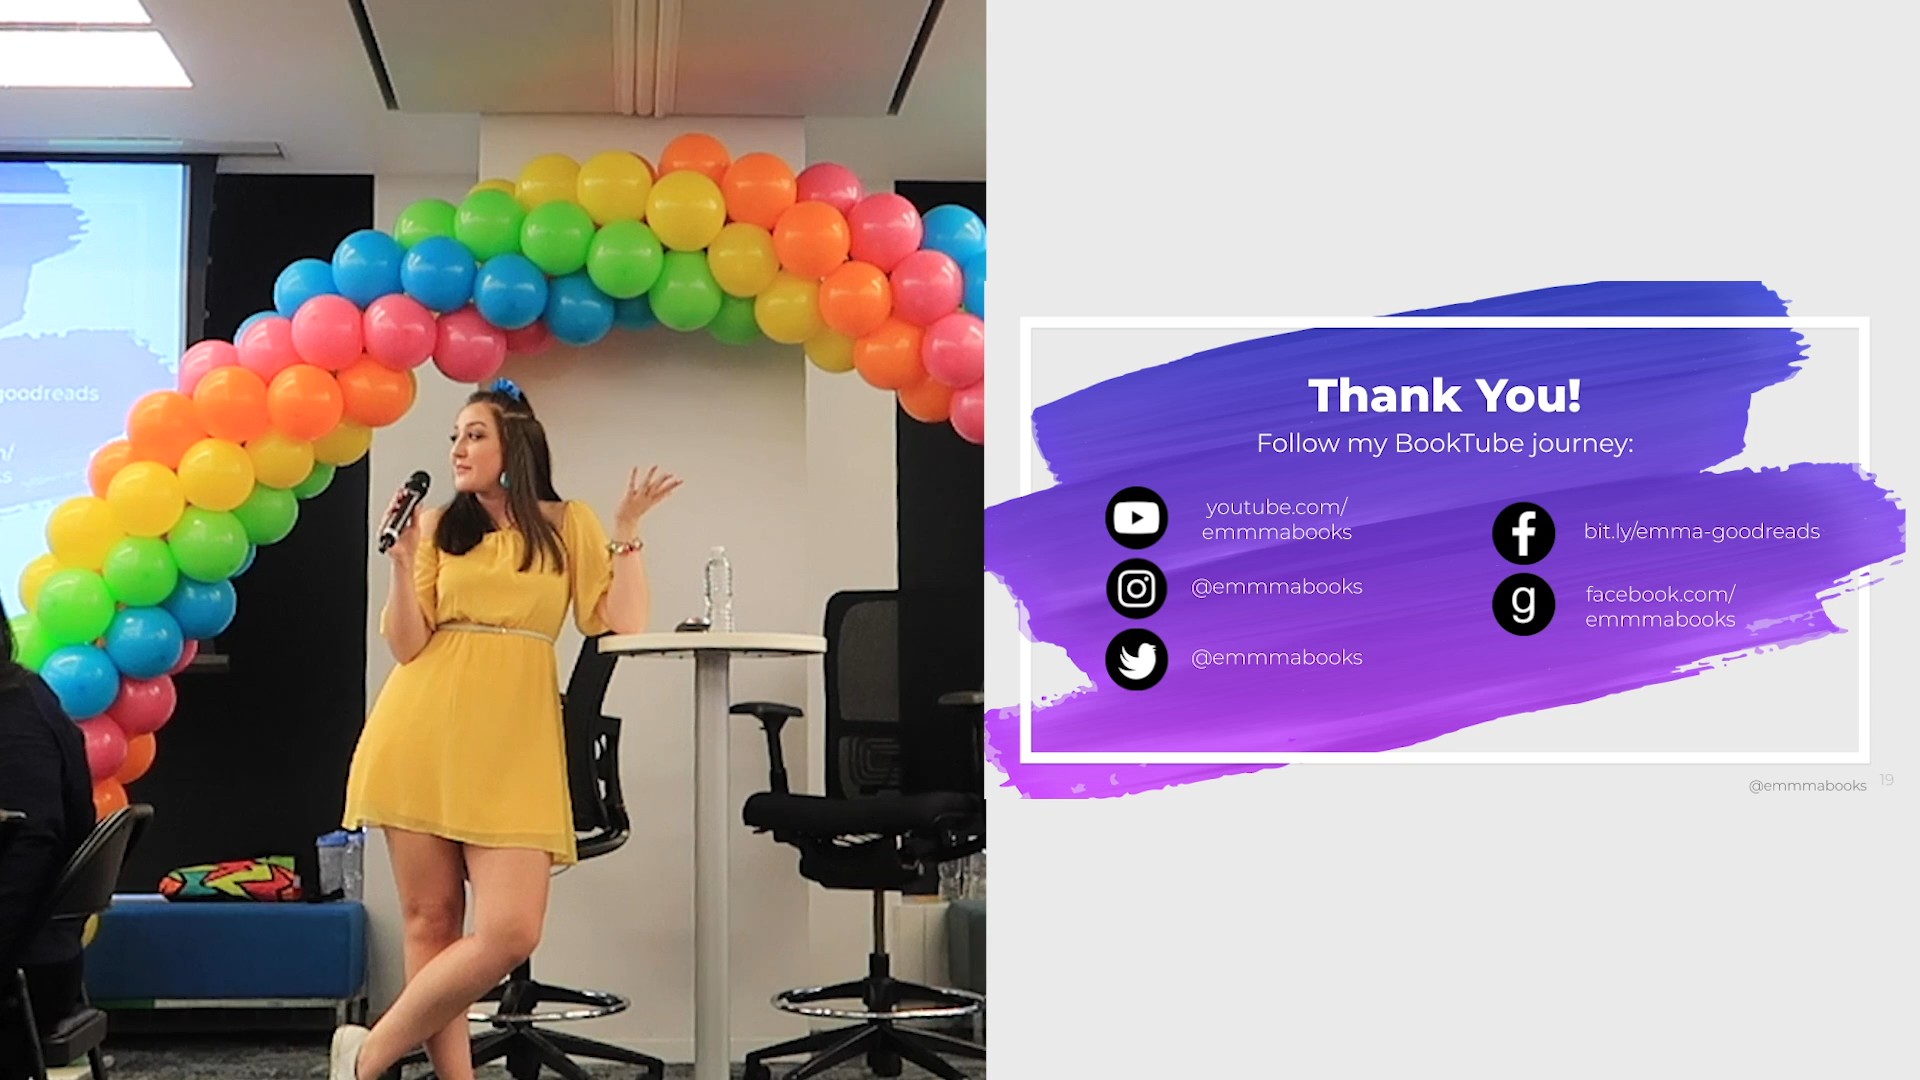 goodreads
Thank You!
Follow my BookTube journey:
youtube.com/
emmmabooks
@emmmabooks
@emmmabooks
bit.ly/emma-goodreads
g
facebook.com/
emmmabooks
@emmmabooks
19